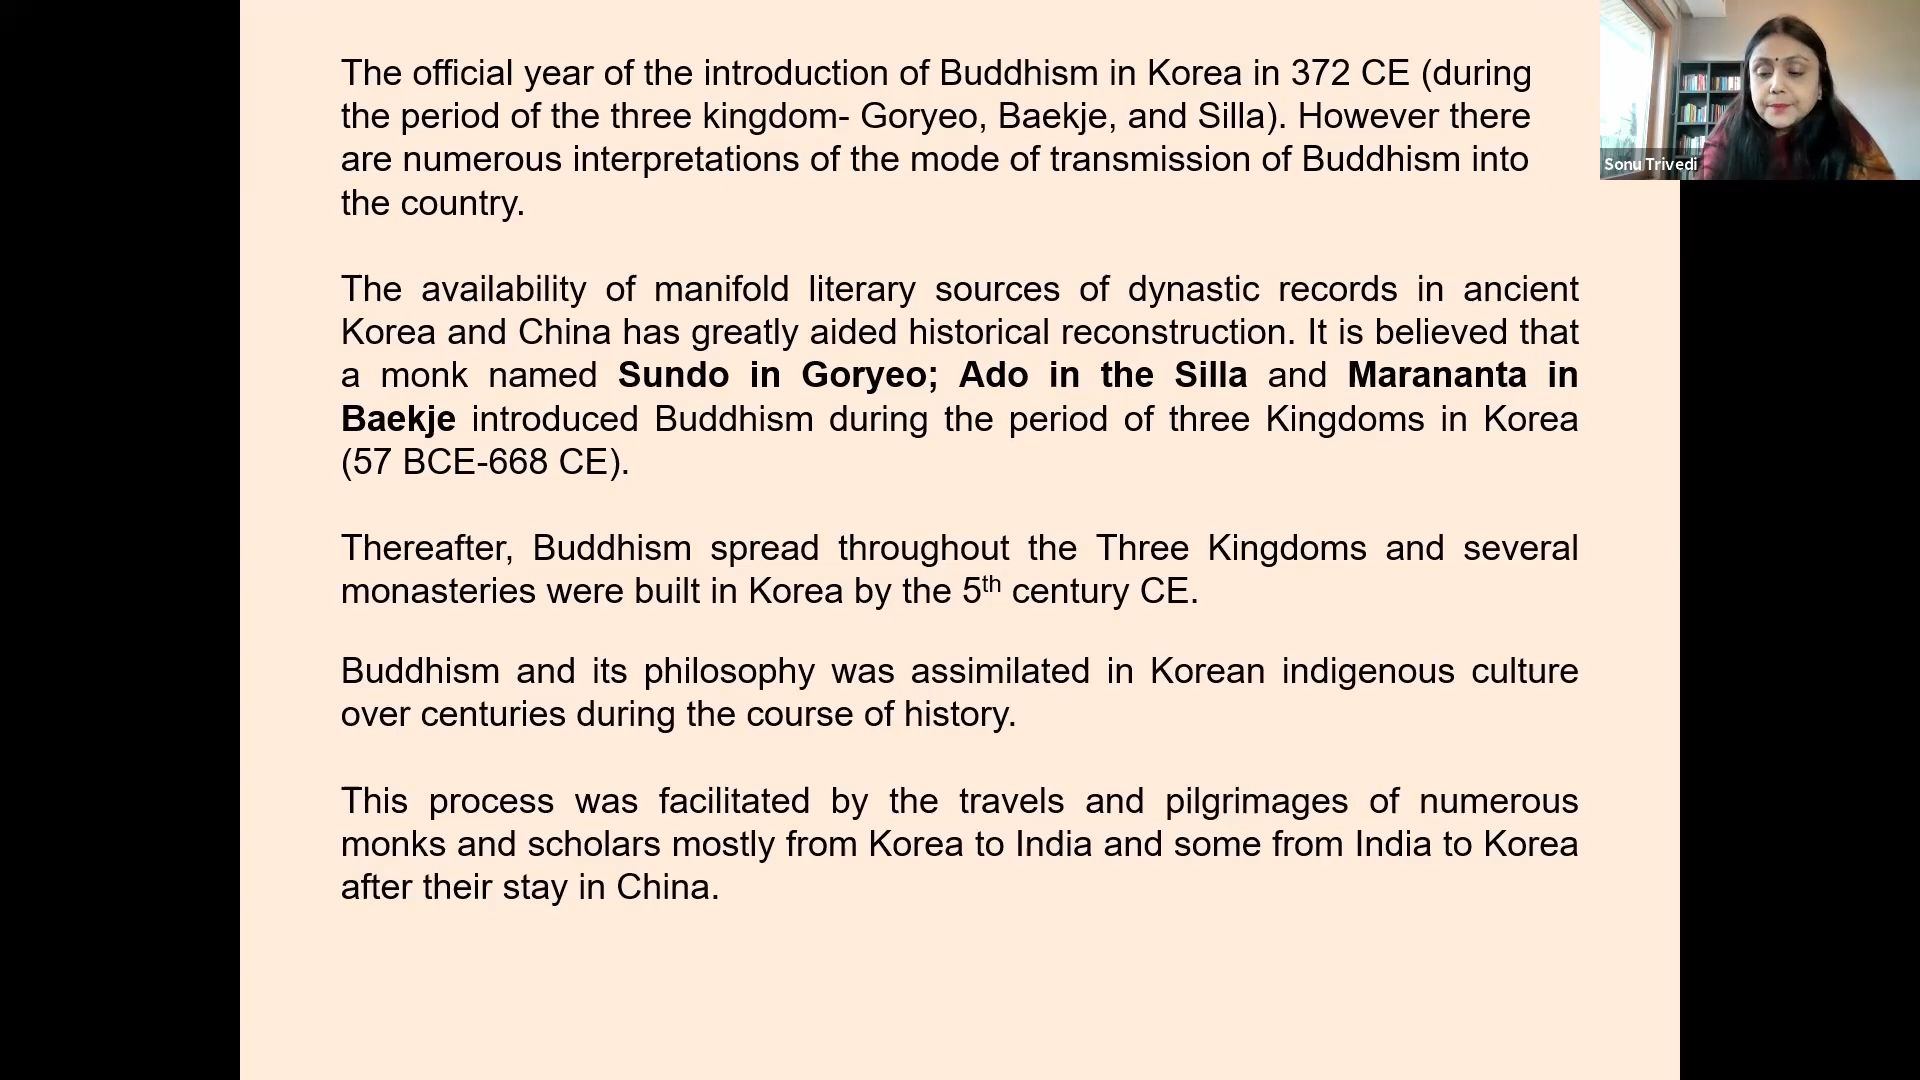 The official year of the introduction of Buddhism in Korea in 372 CE (during
the period of the three kingdom- Goryeo, Baekje, and Silla). However there
are numerous interpretations of the mode of transmission of Buddhism into
the country.
The availability of manifold literary sources of dynastic records in ancient
Korea and China has greatly aided historical reconstruction. It is believed that
a monk named Sundo in Goryeo; Ado in the Silla and Marananta in
Baekje introduced Buddhism during the period of three Kingdoms in Korea
(57 BCE-668 CE).
Thereafter, Buddhism spread throughout the Three Kingdoms and several
monasteries were built in Korea by the 5th century CE.
Buddhism and its philosophy was assimilated in Korean indigenous culture
over centuries during the course of history.
This process was facilitated by the travels and pilgrimages of numerous
monks and scholars mostly from Korea to India and some from India to Korea
after their stay in China.
Sonu Trivedi